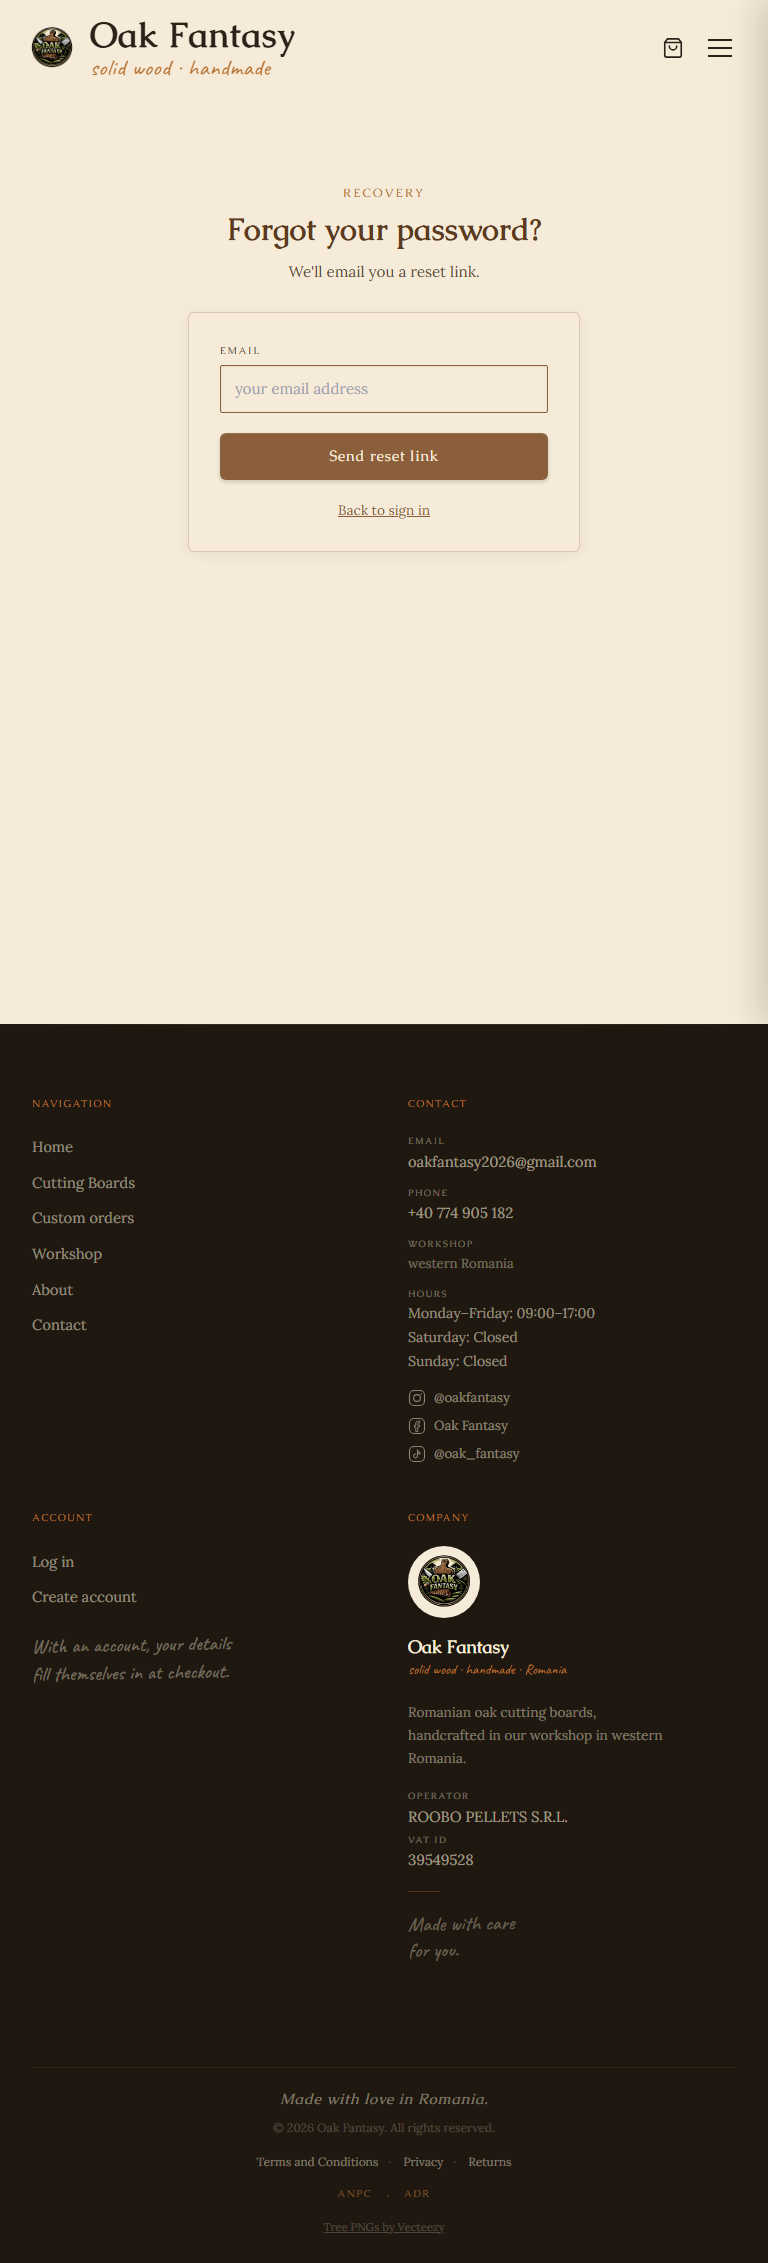 Oak Fantasy
solid wood · handmade
RECOVERY
Forgot your password?
We'll email you a reset link.
EMAIL
your email address
Send reset link
Back to sign in
NAVIGATION
Home
Cutting Boards
Custom orders
Workshop
About
Contact
CONTACT
EMAIL
oakfantasy2026@gmail.com
PHONE
+40 774 905 182
WORKSHOP
western Romania
HOURS
Monday–Friday: 09:00–17:00
Saturday: Closed
Sunday: Closed
@oakfantasy
Oak Fantasy
@oak_fantasy
ACCOUNT
Log in
Create account
With an account, your details
fill themselves in at checkout.
COMPANY
OAK
FANTASY
Oak Fantasy
solid wood · handmade · Romania
Romanian oak cutting boards,
handcrafted in our workshop in western
Romania.
OPERATOR
ROOBO PELLETS S.R.L.
VAT ID
39549528
Made with care
for you.
Made with love in Romania.
© 2026 Oak Fantasy. All rights reserved.
Terms and Conditions · Privacy · Returns
ANPC · ADR
Tree PNGs by Vecteezy